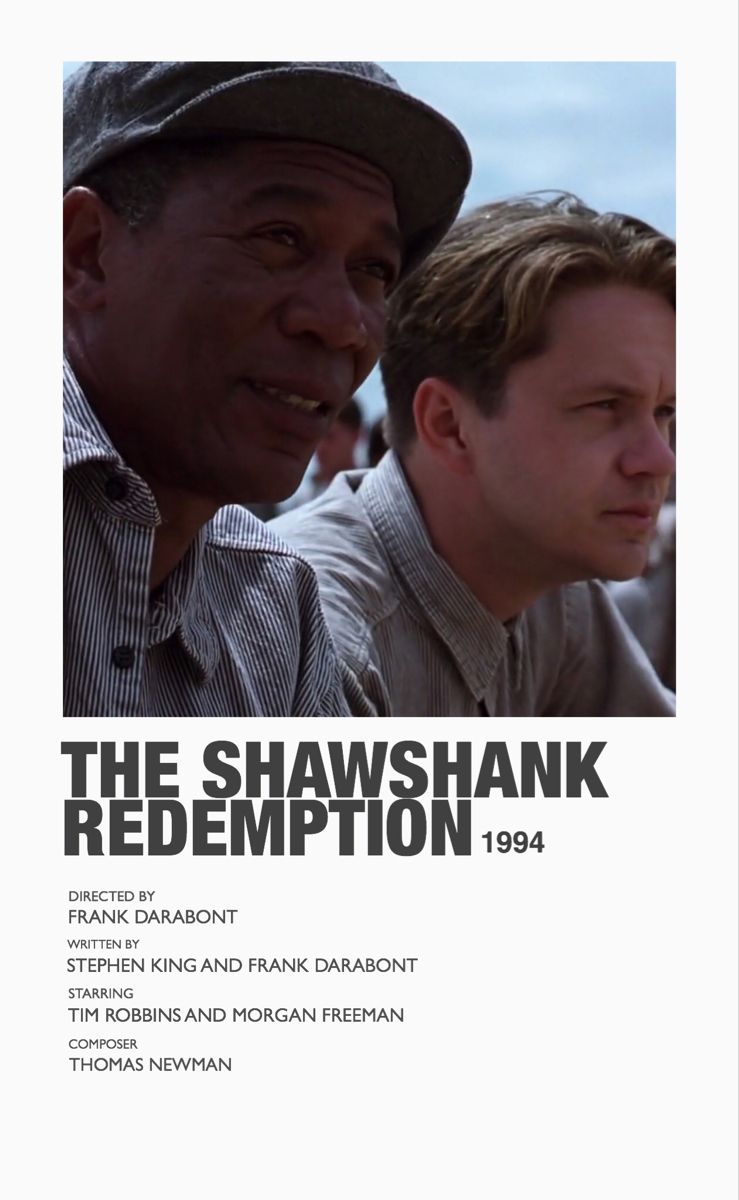 THE SHAWSHANK
REDEMPTION 1994
DIRECTED BY
FRANK DARABONT
WRITTEN BY
STEPHEN KING AND FRANK DARABONT
STARRING
TIM ROBBINS AND MORGAN FREEMAN
COMPOSER
THOMAS NEWMAN